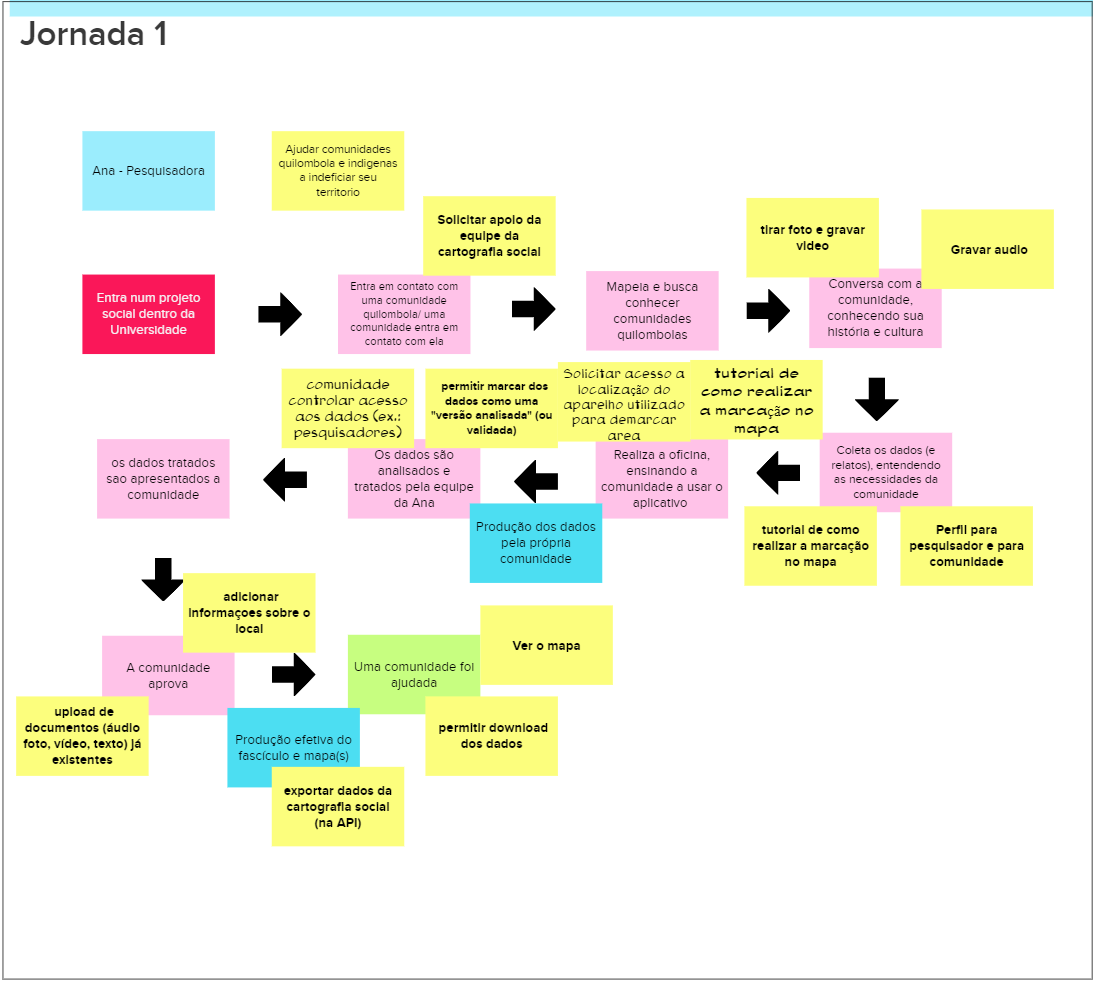 Jornada 1
Ana - Pesquisadora
Ajudar comunidades
quilombola e indigenas
a indeficiar seu
territorio
Solicitar apoio da
equipe da
cartografia social
tirar foto e gravar
video
Gravar audio
Entra num projeto
social dentro da
Universidade
Entra em contato com
uma comunidade
quilombola/ uma
comunidade entra em
contato com ela
Mapeia e busca
conhecer
comunidades
quilombolas
Conversa com a
comunidade,
conhecendo sua
história e cultura
comunidade
controlar acesso
aos dados (ex.:
pesquisadores)
permitir marcar dos
dados como uma
"versão analisada" (ou
validada)
Solicitar acesso a
localização do
aparelho utilizado
para demarcar
area
tutorial de
como realizar
a marcação no
mapa
os dados tratados
sao apresentados a
comunidade
Os dados são
analisados e
tratados pela equipe
da Ana
Realiza a oficina,
ensinando a
comunidade a usar o
aplicativo
Coleta os dados (e
relatos), entendendo
as necessidades da
comunidade
Produção dos dados
pela própria
comunidade
tutorial de como
realizar a marcação
no mapa
Perfil para
pesquisador e para
comunidade
adicionar
informaçoes sobre o
local
A comunidade
aprova
Uma comunidade foi
ajudada
Ver o mapa
upload de
documentos (áudio
foto, vídeo, texto) já
existentes
Produção efetiva do
fascículo e mapa(s)
permitir download
dos dados
exportar dados da
cartografia social
(na API)